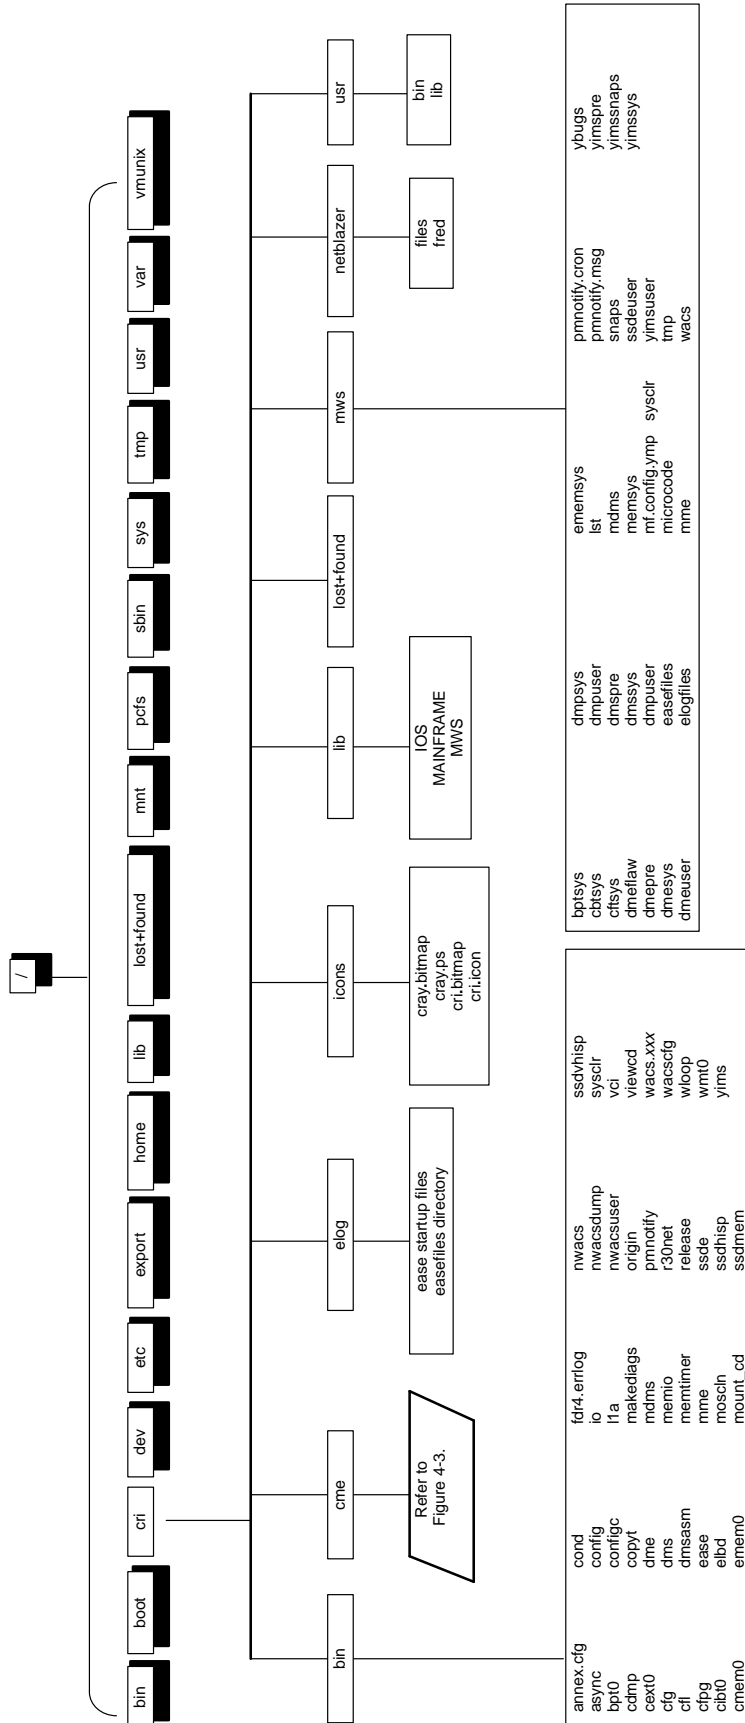 /
bin
boot
cri
dev
etc
export
home
lib
lost+found
mnt
pcfs
sbin
sys
tmp
usr
var
vmunix
bin
cme
elog
icons
lib
lost+found
mws
netblazer
usr
Refer to
Figure 4-3.
ease startup files
easefiles directory
cray.bitmap
cray.ps
cri.bitmap
cri.icon
IOS
MAINFRAME
MWS
files
fred
bin
lib
annex.cfg
async
bpt0
cdmp
cext0
cfg
cfl
cfpg
cibt0
cmem0
cond
config
configc
copyt
dme
dms
dmsasm
ease
elbd
emem0
fdr4.errlog
io
l1a
makediags
mdms
memio
memtimer
mme
moscln
mount_cd
nwacs
nwacsdump
nwacsuser
origin
pmnotify
r30net
release
ssde
ssdhisp
ssdmem
ssdvhisp
sysclr
vci
viewcd
wacs.xxx
wacscfg
wloop
wmt0
yims
bptsys
cbtsys
cftsys
dmeflaw
dmepre
dmesys
dmeuser
dmpsys
dmpuser
dmspre
dmssys
dmpuser
easefiles
elogfiles
ememsys
lst
mdms
memsys
mf.config.ymp sysclr
microcode
mme
pmnotify.cron
pmnotify.msg
snaps
ssdeuser
yimsuser
tmp
wacs
ybugs
yimspre
yimssnaps
yimssys